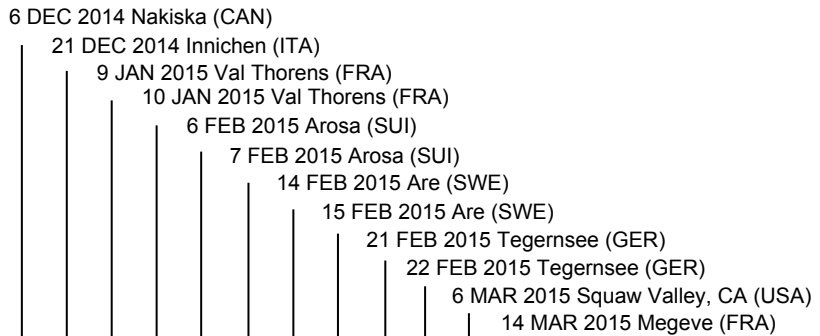 6 DEC 2014 Nakiska (CAN)
21 DEC 2014 Innichen (ITA)
9 JAN 2015 Val Thorens (FRA)
10 JAN 2015 Val Thorens (FRA)
6 FEB 2015 Arosa (SUI)
7 FEB 2015 Arosa (SUI)
14 FEB 2015 Are (SWE)
15 FEB 2015 Are (SWE)
21 FEB 2015 Tegernsee (GER)
22 FEB 2015 Tegernsee (GER)
6 MAR 2015 Squaw Valley, CA (USA)
14 MAR 2015 Megeve (FRA)